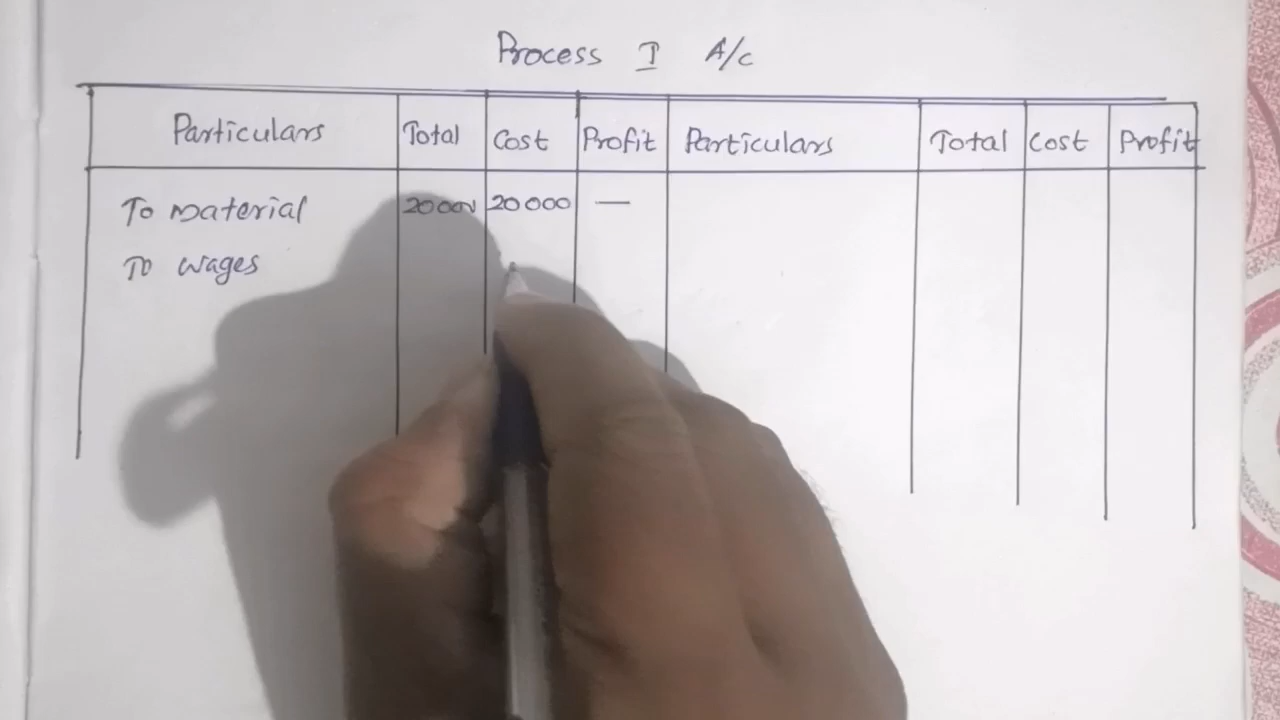 Process I A/c
Particulars Total Cost Profit Particulars Total Cost Profit
To material 20000 20000 —
To wages